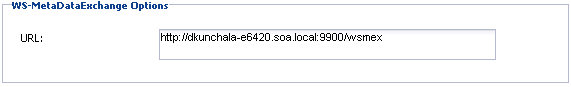 WS-MetaDataExchange Options
URL: http://dkunchala-e6420.soa.local:9900/wsmex